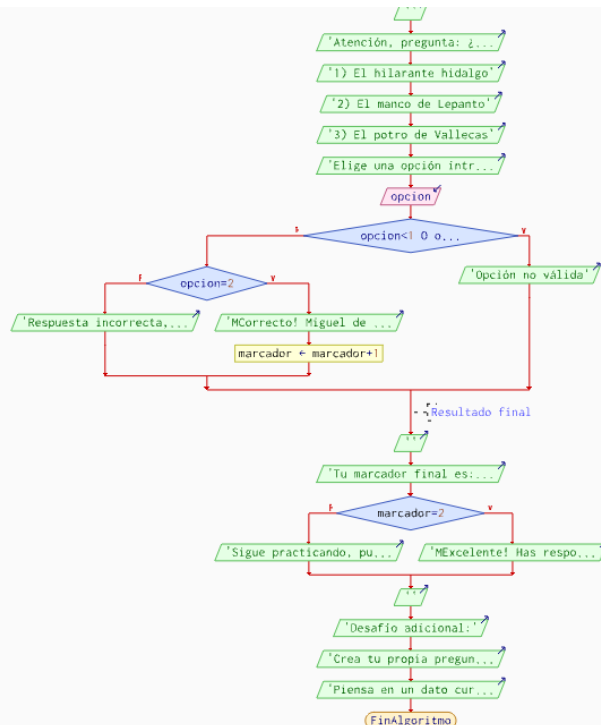 ''
'Atención, pregunta: ¿...
'1) El hilarante hidalgo'
'2) El manco de Lepanto'
'3) El potro de Vallecas'
'Elige una opción intr...
opcion
F
opcion<1 O o...
V
F
opcion=2
V
'Opción no válida'
'Respuesta incorrecta,...
'MCorrecto! Miguel de ...
marcador ← marcador+1
Resultado final
''
'Tu marcador final es:...
F
marcador=2
V
'Sigue practicando, pu...
'MExcelente! Has respo...
''
'Desafío adicional:'
'Crea tu propia pregun...
'Piensa en un dato cur...
FinAlgoritmo